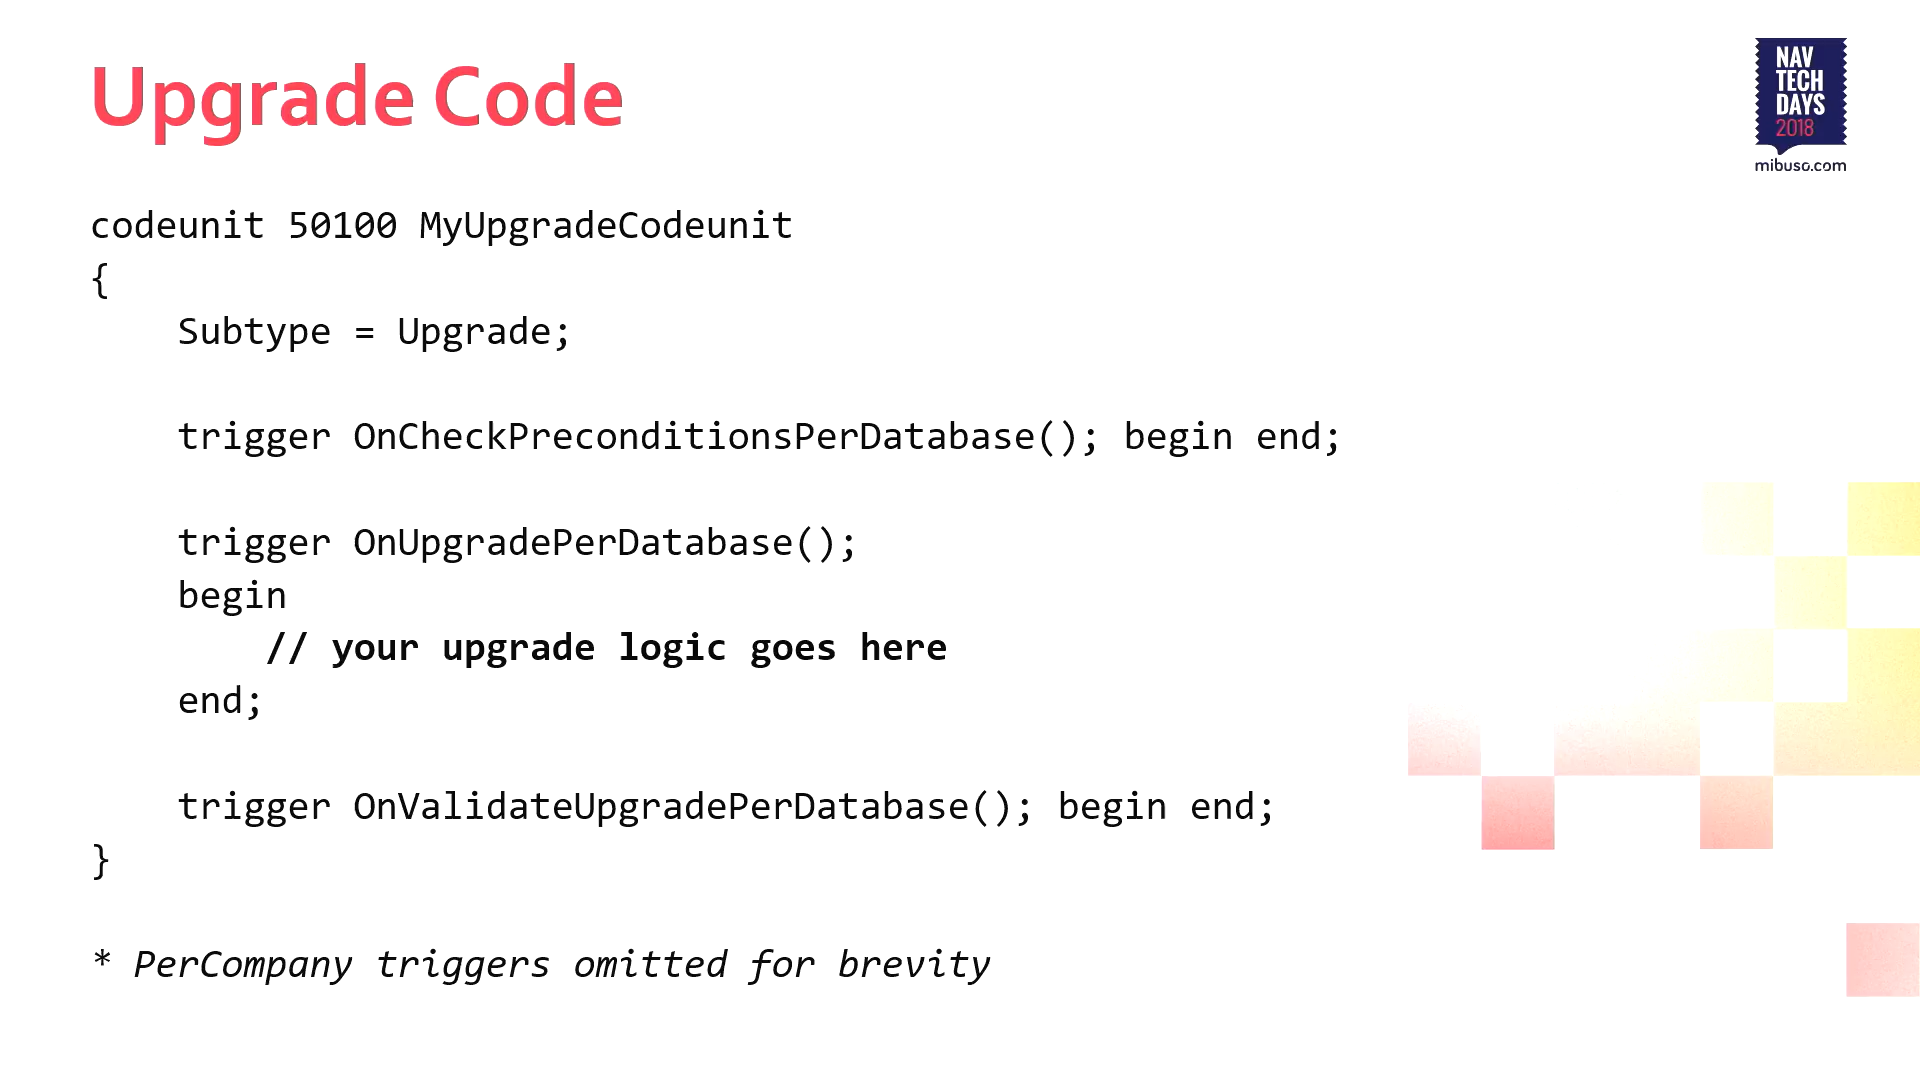 Upgrade Code
NAV
TECH
DAYS
2018
mibuso.com
codeunit 50100 MyUpgradeCodeunit
{
    Subtype = Upgrade;
    trigger OnCheckPreconditionsPerDatabase(); begin end;
    trigger OnUpgradePerDatabase();
    begin
        // your upgrade logic goes here
    end;
    trigger OnValidateUpgradePerDatabase(); begin end;
}
* PerCompany triggers omitted for brevity